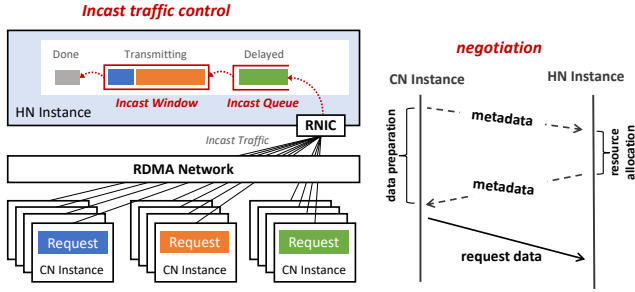 Incast traffic control
Done
Transmitting
Delayed
Incast Window
Incast Queue
HN Instance
RNIC
Incast Traffic
RDMA Network
Request
CN Instance
Request
CN Instance
Request
CN Instance
negotiation
CN Instance
HN Instance
metadata
data preparation
resource
allocation
metadata
request data